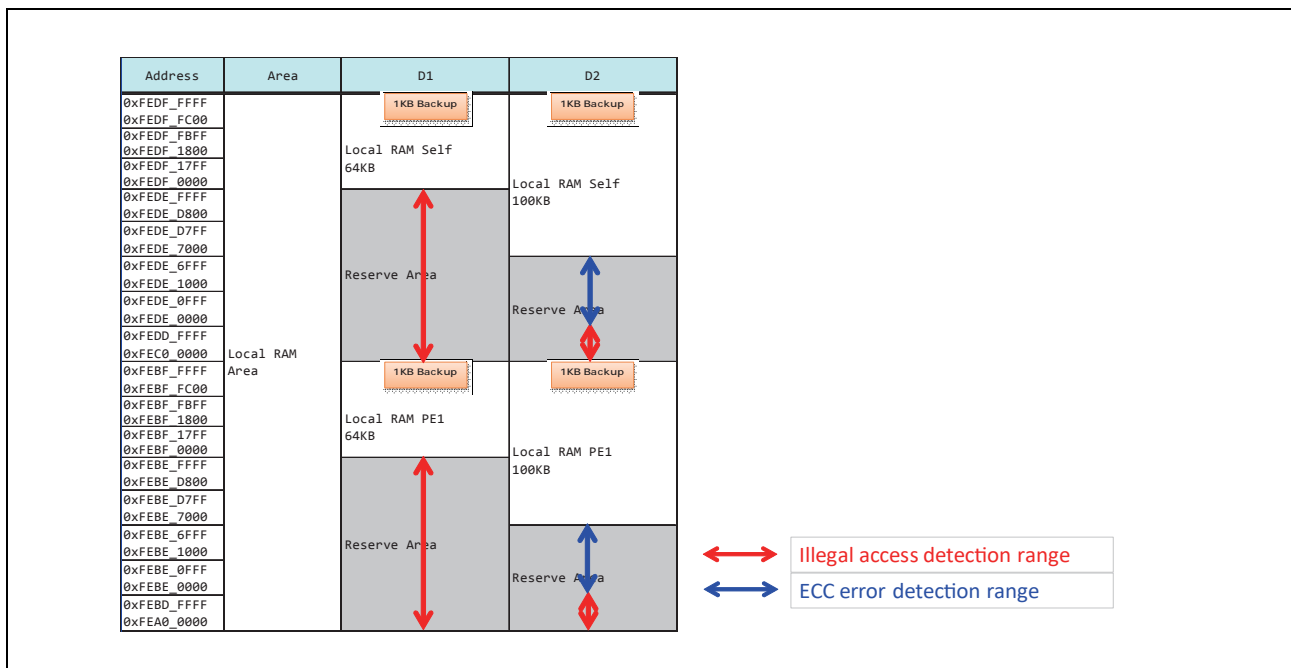 Address Area D1 D2
0xFEDF_FFFF
1KB Backup 1KB Backup
0xFEDF_FC00
0xFEDF_FBFF
0xFEDF_1800 Local RAM Self
0xFEDF_17FF 64KB
0xFEDF_0000 Local RAM Self
0xFEDE_FFFF 100KB
0xFEDE_D800
0xFEDE_D7FF
0xFEDE_7000
0xFEDE_6FFF Reserve Area
0xFEDE_1000
0xFEDE_0FFF Reserve Area
0xFEDE_0000
0xFEDD_FFFF
0xFEC0_0000 Local RAM
0xFEBF_FFFF Area 1KB Backup 1KB Backup
0xFEBF_FC00
0xFEBF_FBFF
0xFEBF_1800 Local RAM PE1
0xFEBF_17FF 64KB
0xFEBF_0000 Local RAM PE1
0xFEBE_FFFF 100KB
0xFEBE_D800
0xFEBE_D7FF
0xFEBE_7000
0xFEBE_6FFF Reserve Area
0xFEBE_1000 Illegal access detection range
0xFEBE_0FFF Reserve Area
0xFEBE_0000 ECC error detection range
0xFEBD_FFFF
0xFEA0_0000